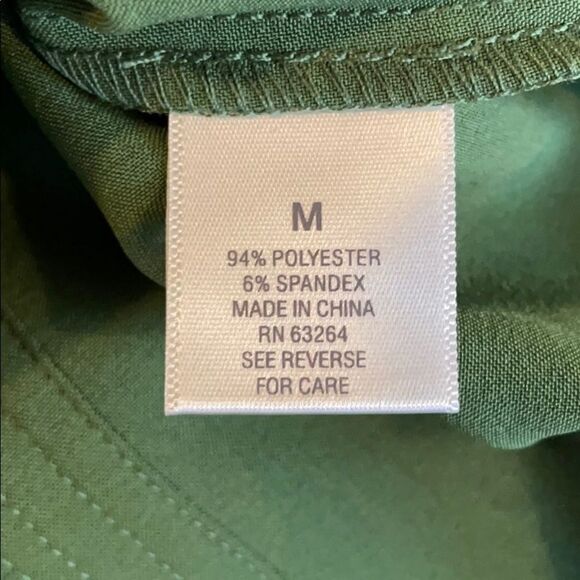 M
94% POLYESTER
6% SPANDEX
MADE IN CHINA
RN 63264
SEE REVERSE
FOR CARE